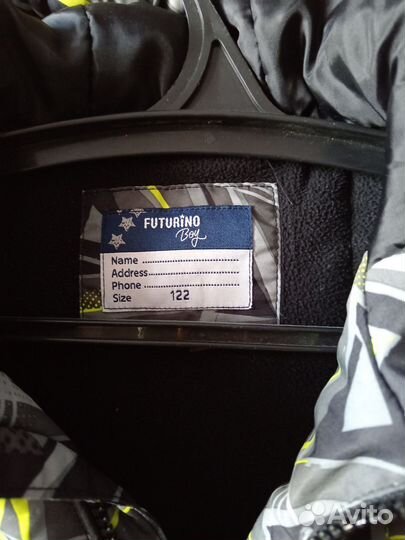 FUTURiNO
Boy
Name
Address
Phone
Size 122
Avito